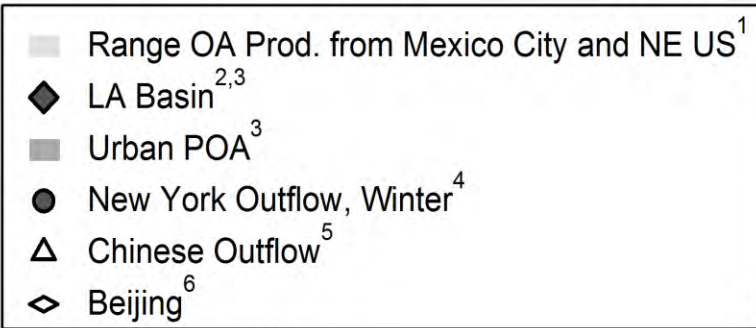 Range OA Prod. from Mexico City and NE US¹
LA Basin²,³
Urban POA³
New York Outflow, Winter⁴
Chinese Outflow⁵
Beijing⁶